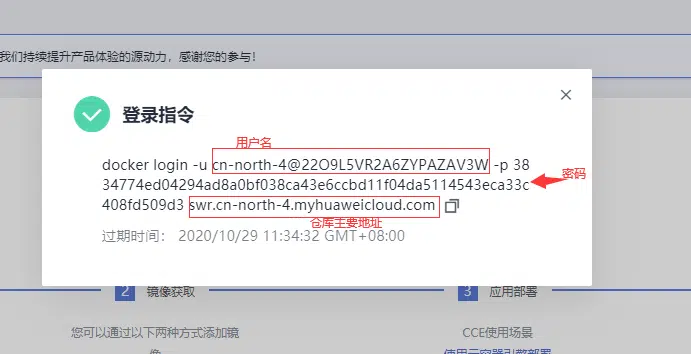 我们持续提升产品体验的源动力，感谢您的参与！
登录指令
用户名
docker login -u cn-north-4@22O9L5VR2A6ZYPAZAV3W -p 38
34774ed04294ad8a0bf038ca43e6ccbd11f04da5114543eca33c
密码
408fd509d3 swr.cn-north-4.myhuaweicloud.com
仓库主要地址
过期时间： 2020/10/29 11:34:32 GMT+08:00
2 镜像获取
3 应用部署
您可以通过以下两种方式添加镜
CCE使用场景
像
使用云容器引擎部署